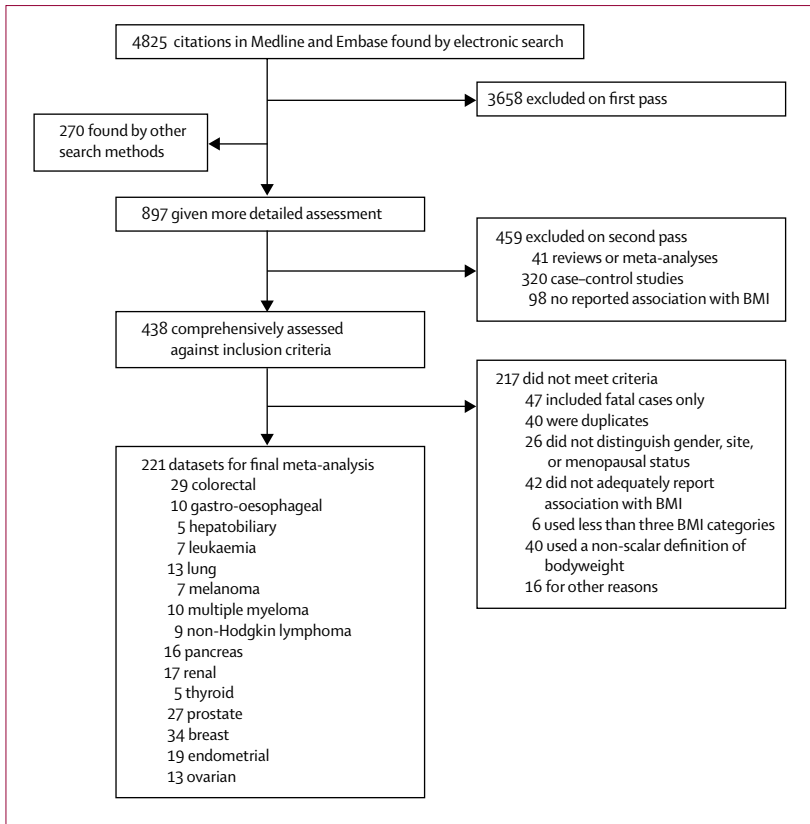 4825 citations in Medline and Embase found by electronic search
3658 excluded on first pass
270 found by other
search methods
897 given more detailed assessment
459 excluded on second pass
41 reviews or meta-analyses
320 case–control studies
98 no reported association with BMI
438 comprehensively assessed
against inclusion criteria
217 did not meet criteria
47 included fatal cases only
40 were duplicates
26 did not distinguish gender, site,
or menopausal status
42 did not adequately report
association with BMI
6 used less than three BMI categories
40 used a non-scalar definition of
bodyweight
16 for other reasons
221 datasets for final meta-analysis
29 colorectal
10 gastro-oesophageal
5 hepatobiliary
7 leukaemia
13 lung
7 melanoma
10 multiple myeloma
9 non-Hodgkin lymphoma
16 pancreas
17 renal
5 thyroid
27 prostate
34 breast
19 endometrial
13 ovarian